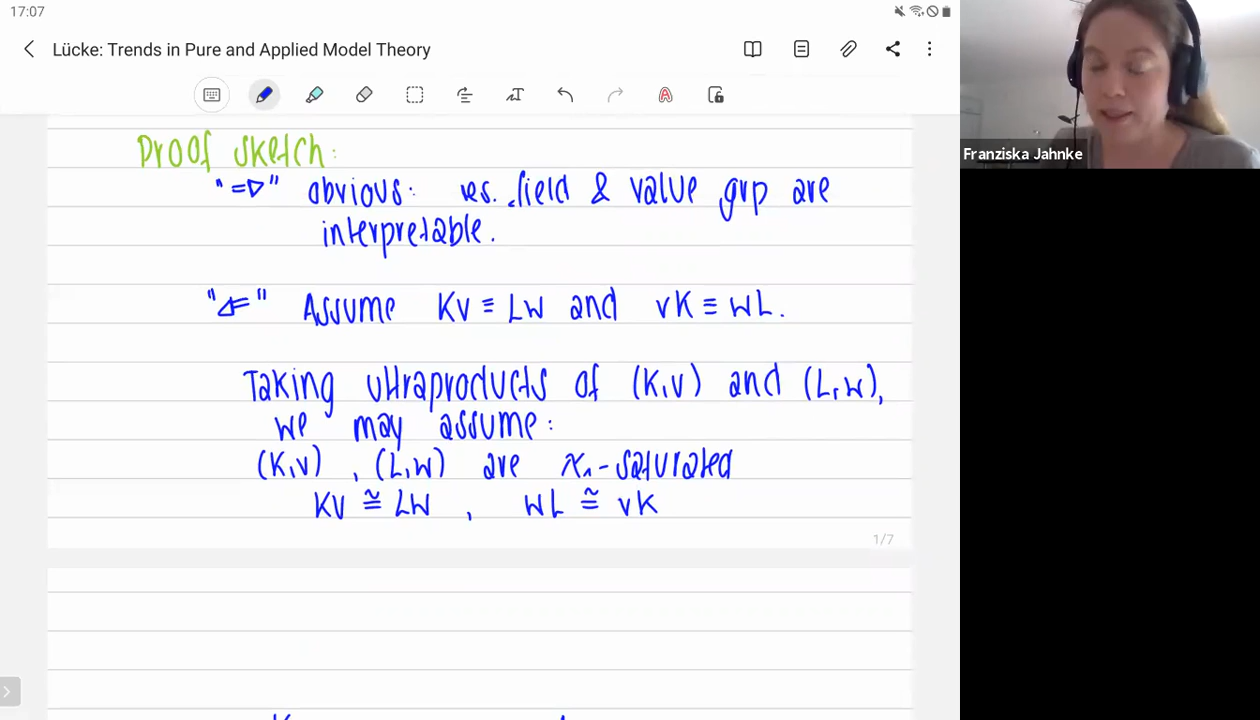 17:07
Lücke: Trends in Pure and Applied Model Theory
Franziska Jahnke
Proof sketch:
"⇒" obvious: res. field & value grp are
interpretable.
"⇐" Assume Kv ≡ Lw and vK ≡ wL.
Taking ultraproducts of (K,v) and (L,w),
we may assume:
(K,v), (L,w) are ℵ₁-saturated
Kv ≅ Lw, wL ≅ vK
1/7